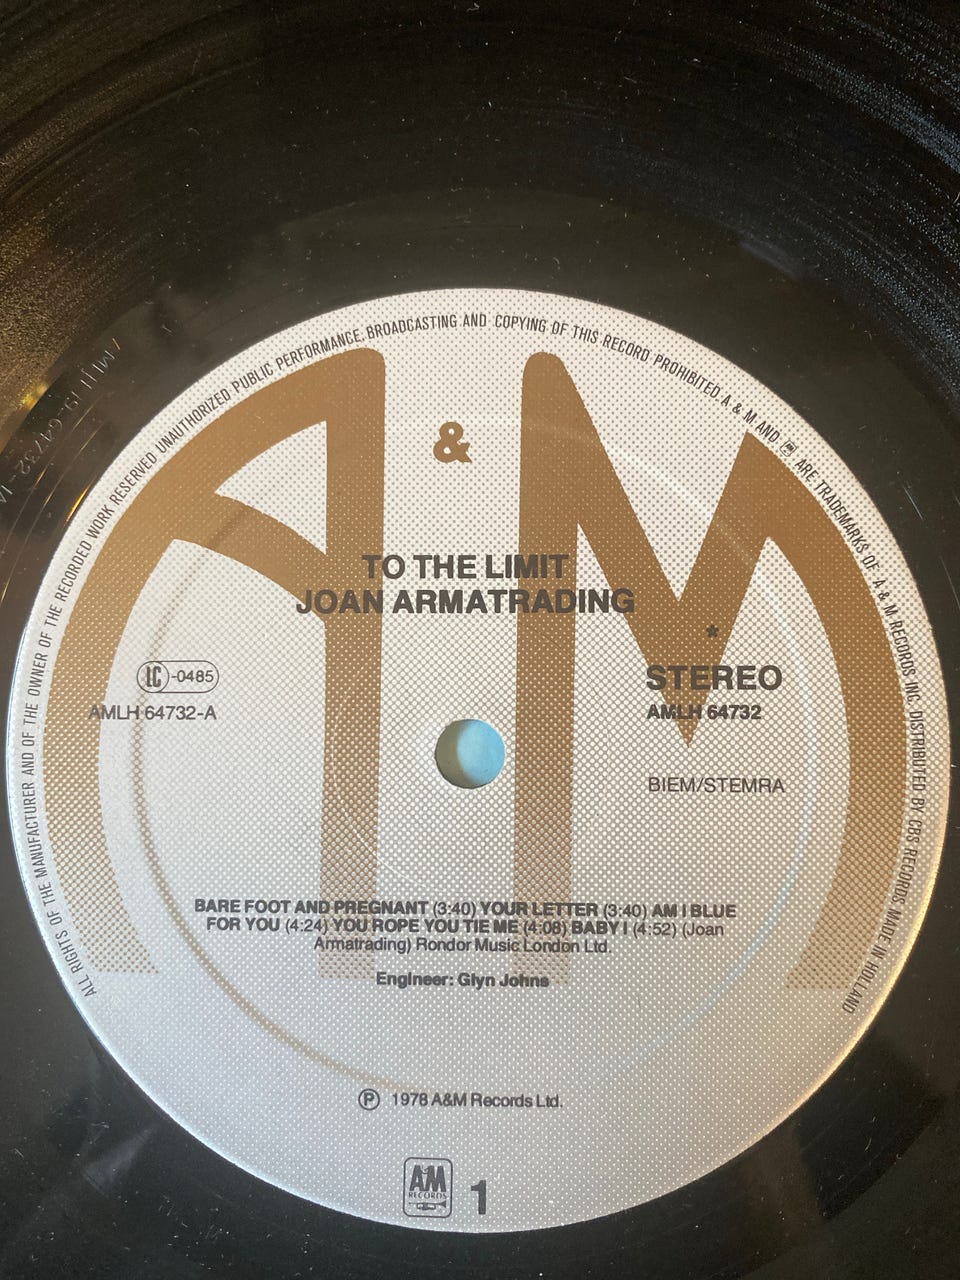 ALL RIGHTS OF THE MANUFACTURER AND OF THE OWNER OF THE RECORDED WORK RESERVED UNAUTHORIZED PUBLIC PERFORMANCE, BROADCASTING AND COPYING OF THIS RECORD PROHIBITED A & M AND AM ARE TRADEMARKS OF A & M RECORDS INC. DISTRIBUTED BY CBS RECORDS. MADE IN HOLLAND
A & M
TO THE LIMIT
JOAN ARMATRADING
*
LC-0485
STEREO
AMLH 64732-A
AMLH 64732
BIEM/STEMRA
BARE FOOT AND PREGNANT (3:40) YOUR LETTER (3:40) AM I BLUE
FOR YOU (4:24) YOU ROPE YOU TIE ME (4:08) BABY I (4:52) (Joan
Armatrading) Rondor Music London Ltd.
Engineer: Glyn Johns
℗ 1978 A&M Records Ltd.
AM
RECORDS
1